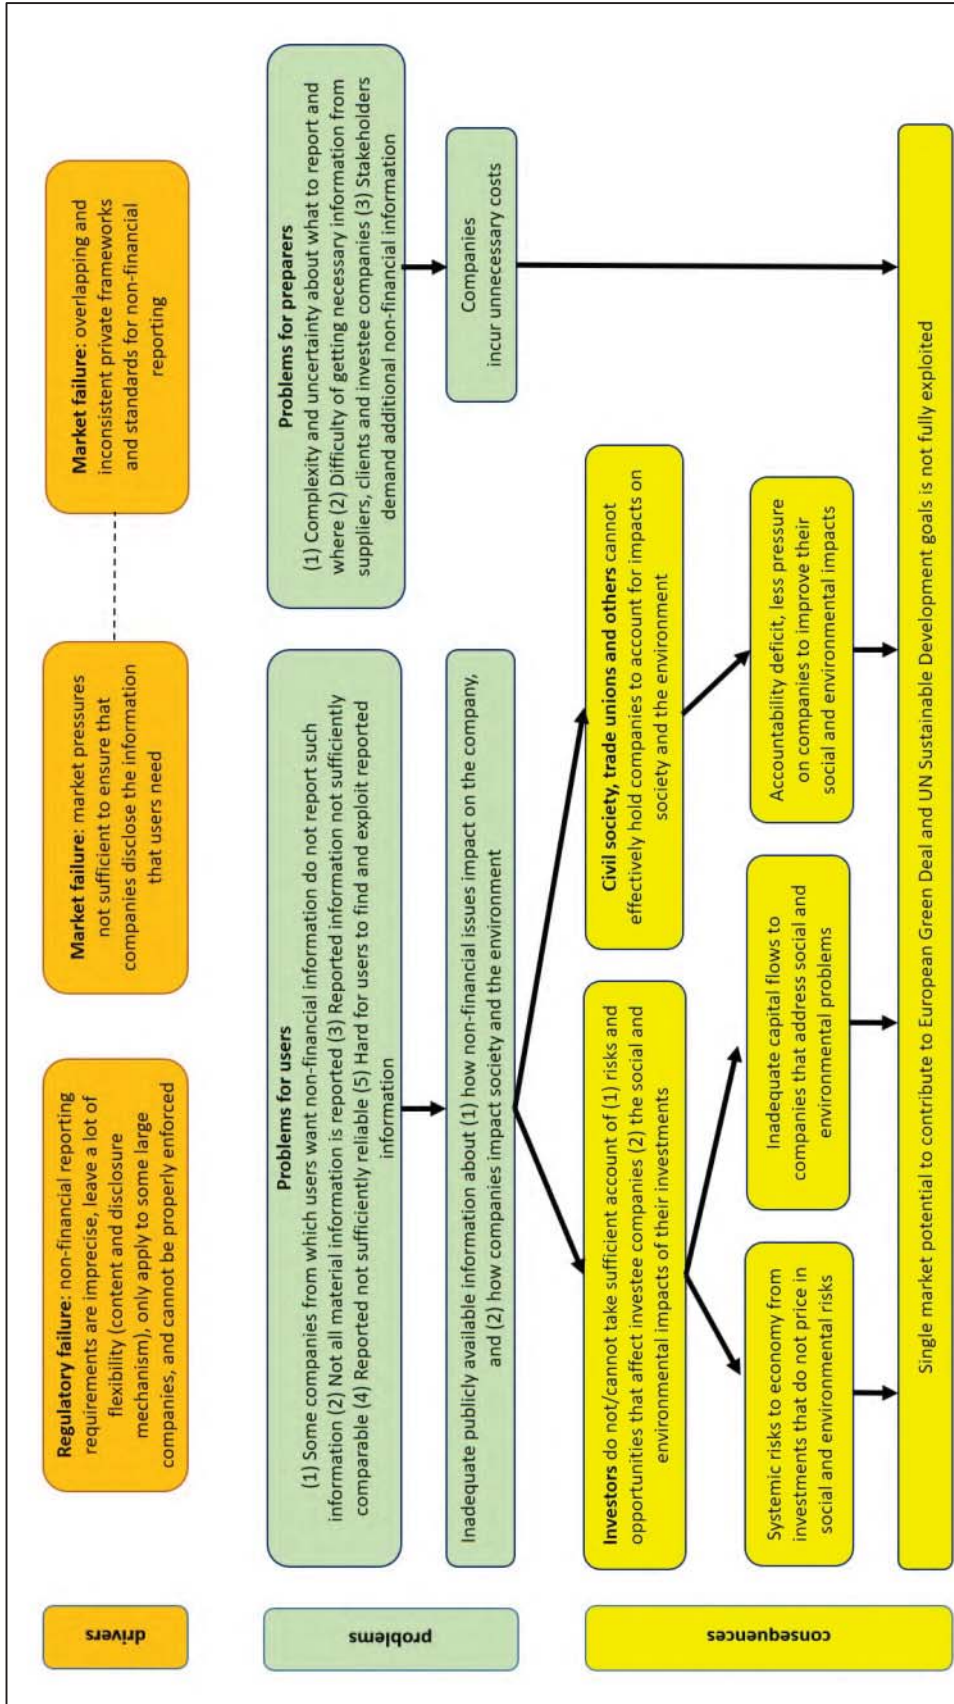 drivers
Regulatory failure: non-financial reporting
requirements are imprecise, leave a lot of
flexibility (content and disclosure
mechanism), only apply to some large
companies, and cannot be properly enforced
Market failure: market pressures
not sufficient to ensure that
companies disclose the information
that users need
Market failure: overlapping and
inconsistent private frameworks
and standards for non-financial
reporting
problems
Problems for users
(1) Some companies from which users want non-financial information do not report such
information (2) Not all material information is reported (3) Reported information not sufficiently
comparable (4) Reported not sufficiently reliable (5) Hard for users to find and exploit reported
information
Problems for preparers
(1) Complexity and uncertainty about what to report and
where (2) Difficulty of getting necessary information from
suppliers, clients and investee companies (3) Stakeholders
demand additional non-financial information
Inadequate publicly available information about (1) how non-financial issues impact on the company,
and (2) how companies impact society and the environment
Companies
incur unnecessary costs
consequences
Investors do not/cannot take sufficient account of (1) risks and
opportunities that affect investee companies (2) the social and
environmental impacts of their investments
Civil society, trade unions and others cannot
effectively hold companies to account for impacts on
society and the environment
Systemic risks to economy from
investments that do not price in
social and environmental risks
Inadequate capital flows to
companies that address social and
environmental problems
Accountability deficit, less pressure
on companies to improve their
social and environmental impacts
Single market potential to contribute to European Green Deal and UN Sustainable Development goals is not fully exploited